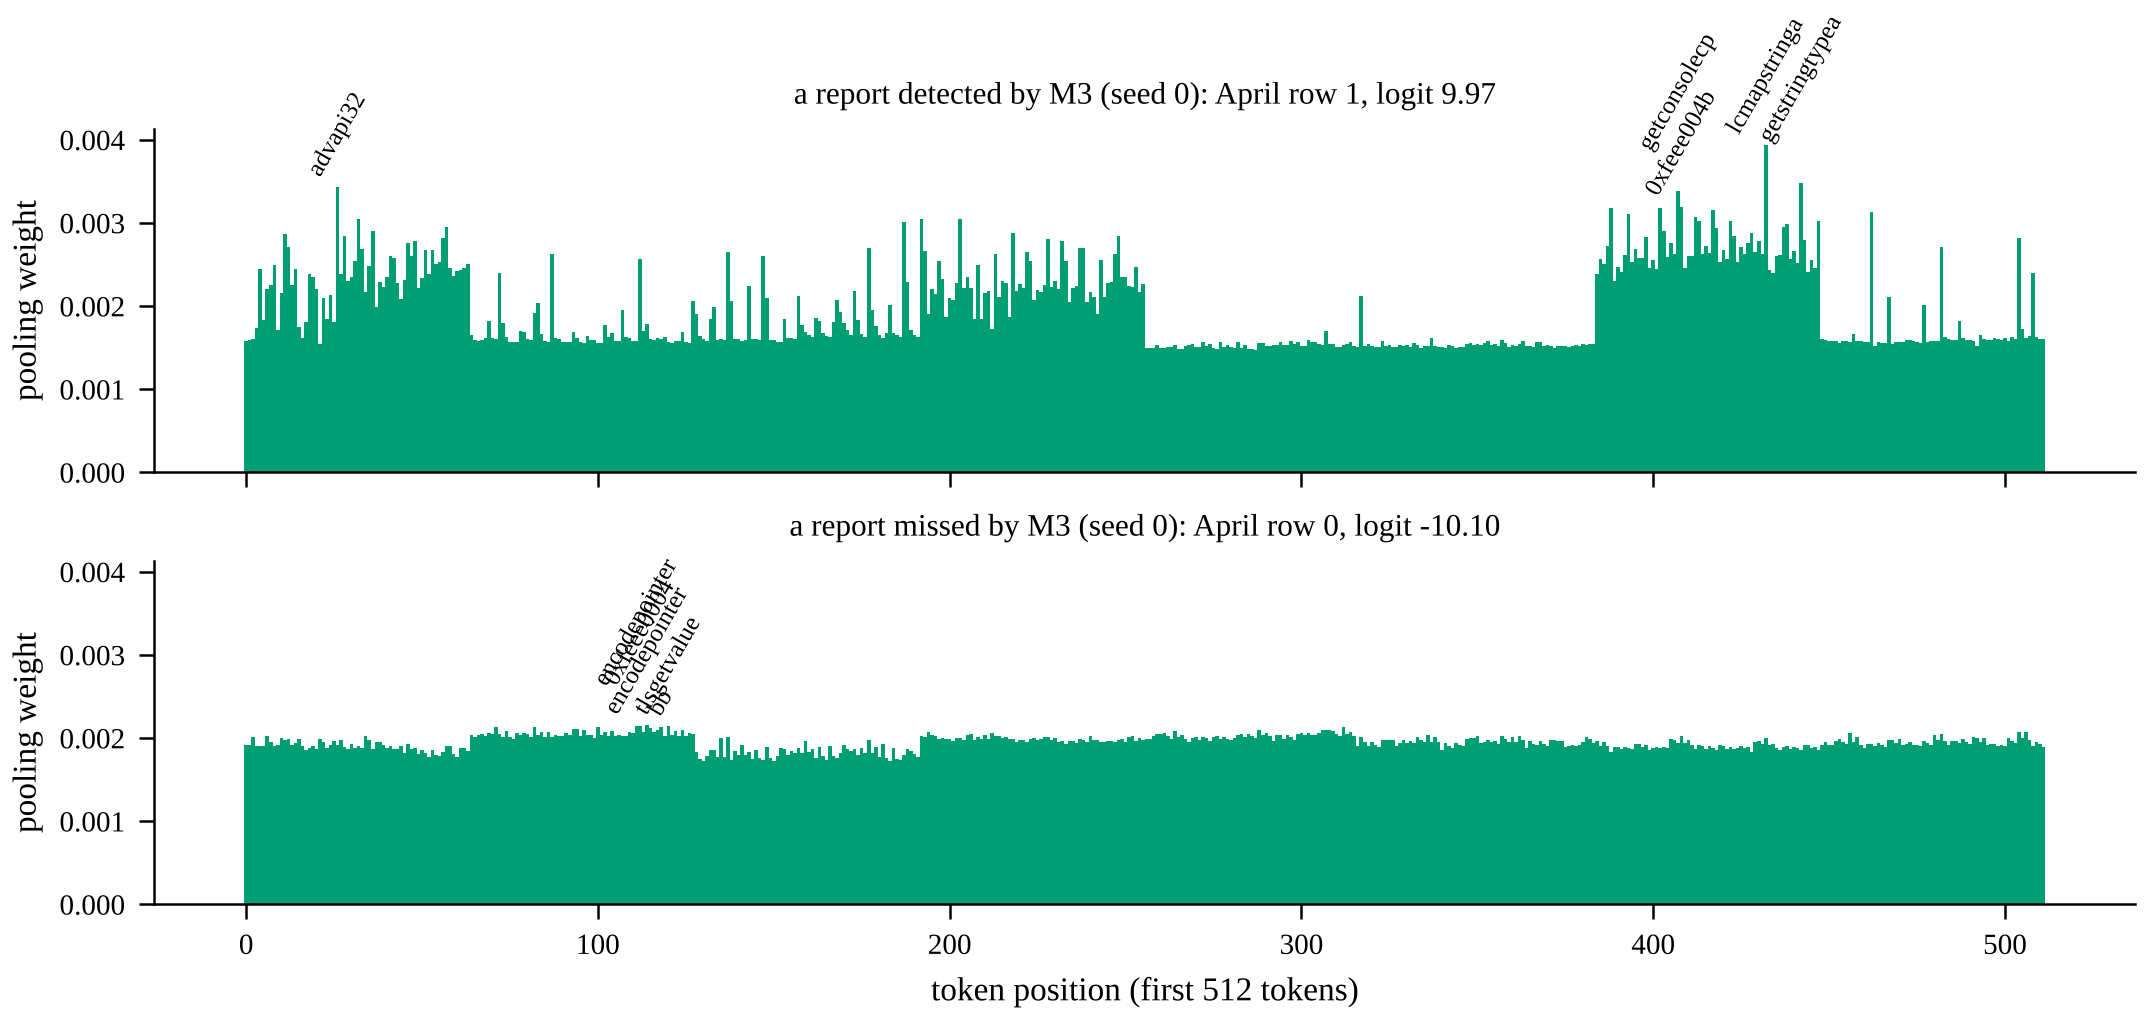 getconsolecp
lcmapstringa
getstringtypea
advapi32
0xfeee004b
a report detected by M3 (seed 0): April row 1, logit 9.97
pooling weight
0.004
0.003
0.002
0.001
0.000
a report missed by M3 (seed 0): April row 0, logit -10.10
encodepointer
0xfeee0004
encodepointer
tlsgetvalue
bb
pooling weight
0.004
0.003
0.002
0.001
0.000
0 100 200 300 400 500
token position (first 512 tokens)